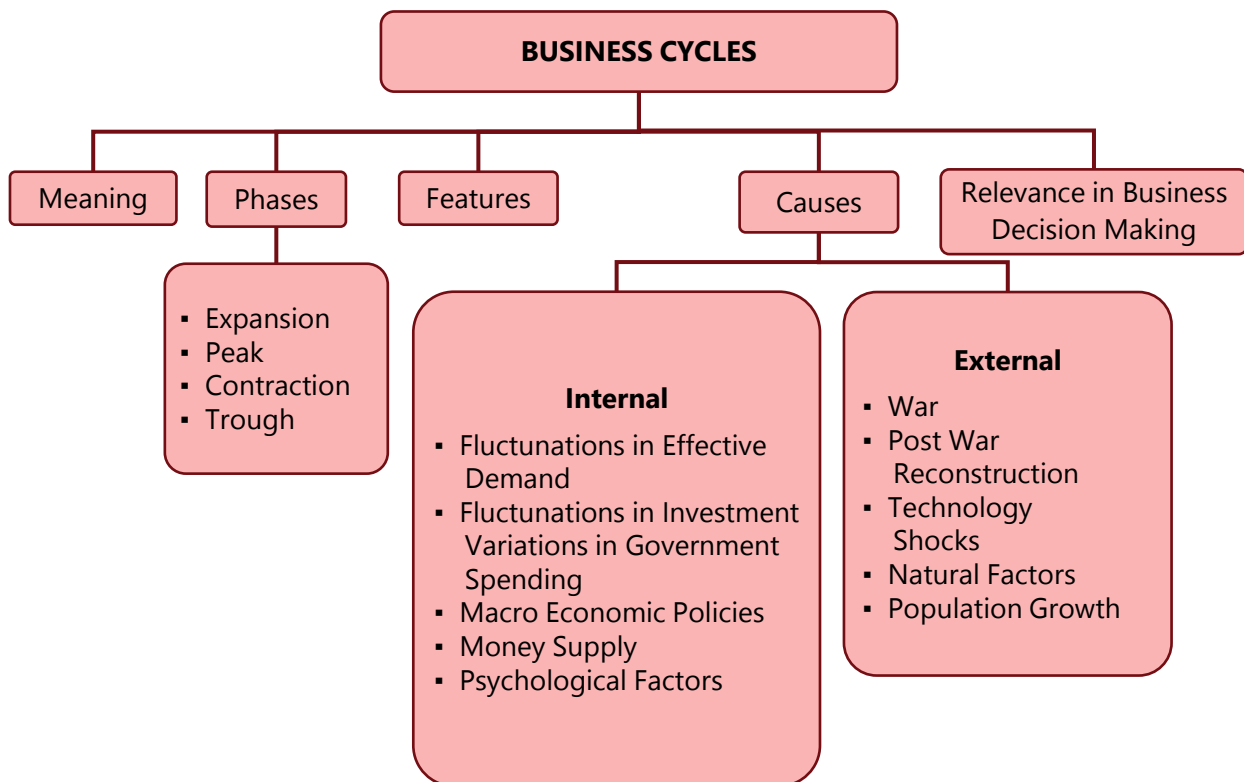 BUSINESS CYCLES
Meaning
Phases
Features
Causes
Relevance in Business
Decision Making
▪ Expansion
▪ Peak
▪ Contraction
▪ Trough
Internal
▪ Fluctunations in Effective
Demand
▪ Fluctunations in Investment
Variations in Government
Spending
▪ Macro Economic Policies
▪ Money Supply
▪ Psychological Factors
External
▪ War
▪ Post War
Reconstruction
▪ Technology
Shocks
▪ Natural Factors
▪ Population Growth